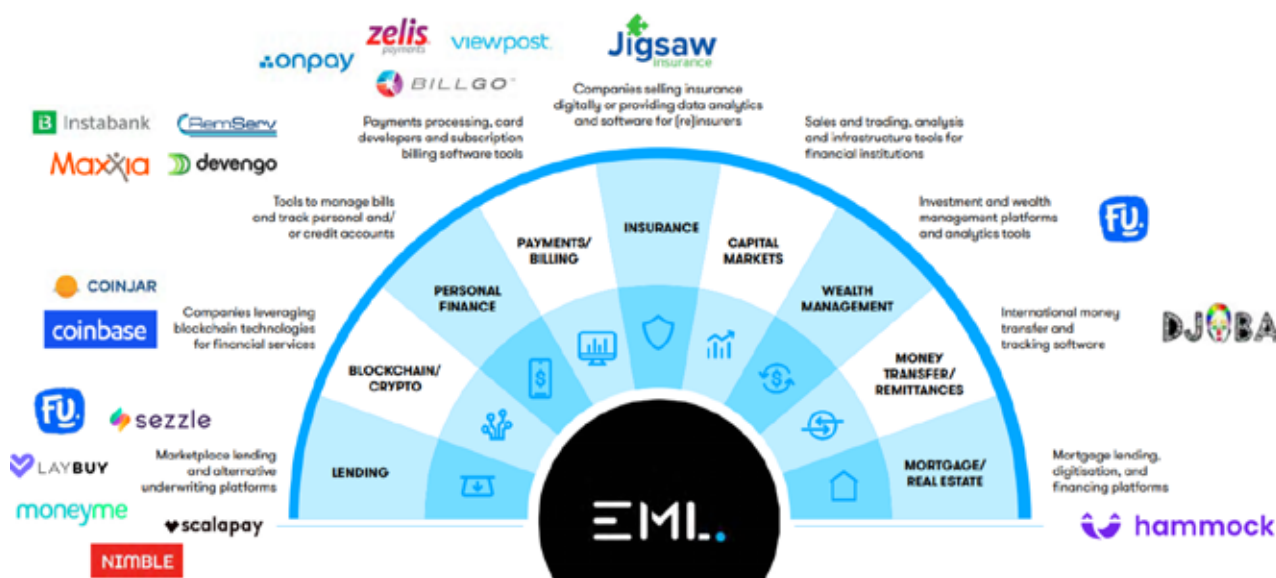 zelis
payments
viewpost.
onpay
BILLGO
Jigsaw
insurance
Companies selling insurance
digitally or providing data analytics
and software for [re]insurers
Payments processing, card
developers and subscription
billing software tools
Sales and trading, analysis
and infrastructure tools for
financial institutions
B Instabank
RemServ
Maxxia
devengo
Tools to manage bills
and track personal and/
or credit accounts
Investment and wealth
management platforms
and analytics tools
FU.
COINJAR
coinbase
Companies leveraging
blockchain technologies
for financial services
International money
transfer and
tracking software
DJOBA
FU.
sezzle
LAYBUY
Marketplace lending
and alternative
underwriting platforms
moneyme
scalapay
NIMBLE
Mortgage lending,
digitisation, and
financing platforms
hammock
LENDING
BLOCKCHAIN/
CRYPTO
PERSONAL
FINANCE
PAYMENTS/
BILLING
INSURANCE
CAPITAL
MARKETS
WEALTH
MANAGEMENT
MONEY
TRANSFER/
REMITTANCES
MORTGAGE/
REAL ESTATE
EML.